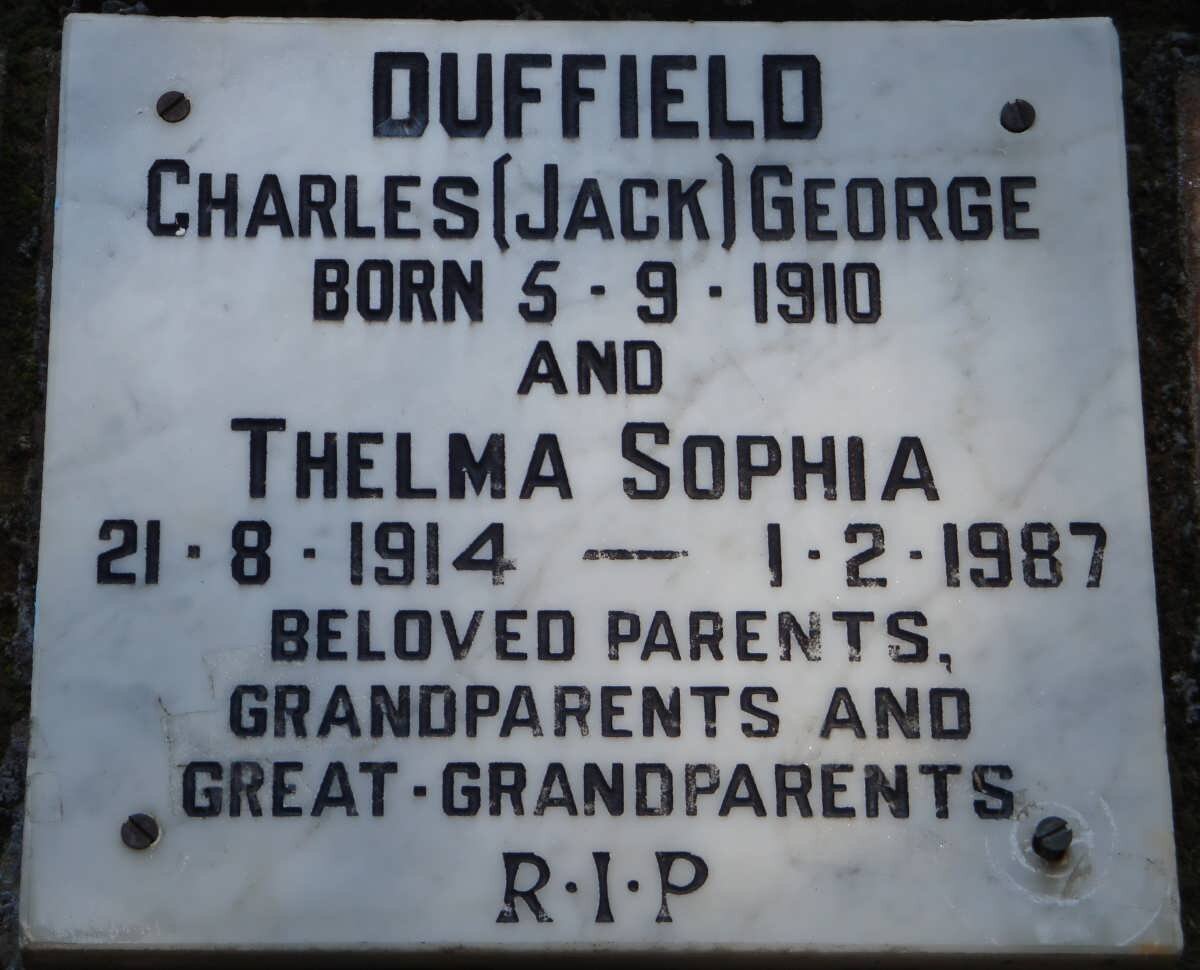 DUFFIELD
CHARLES (JACK) GEORGE
BORN 5·9·1910
AND
THELMA SOPHIA
21·8·1914 — 1·2·1987
BELOVED PARENTS,
GRANDPARENTS AND
GREAT-GRANDPARENTS
R·I·P